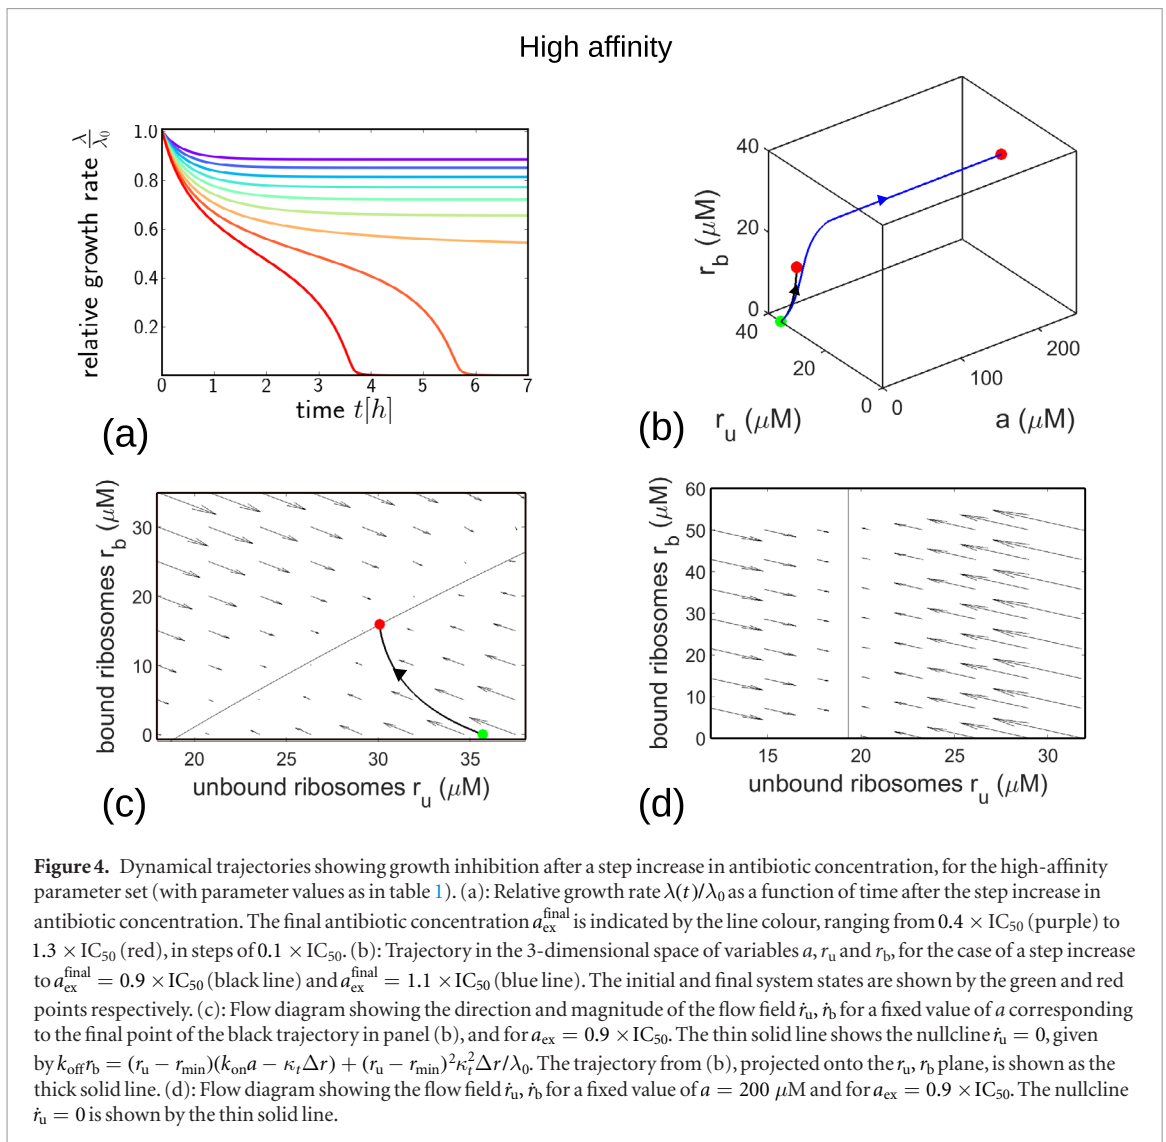 High affinity
relative growth rate λ/λ0
1.0
0.8
0.6
0.4
0.2
0 1 2 3 4 5 6 7
time t[h]
(a)
r_b (μM)
40
20
0
40
20
0
0
100
200
r_u (μM)
a (μM)
(b)
bound ribosomes r_b (μM)
30
20
10
0
20 25 30 35
unbound ribosomes r_u (μM)
(c)
bound ribosomes r_b (μM)
60
50
40
30
20
10
0
15 20 25 30
unbound ribosomes r_u (μM)
(d)
Figure 4. Dynamical trajectories showing growth inhibition after a step increase in antibiotic concentration, for the high-affinity
parameter set (with parameter values as in table 1). (a): Relative growth rate λ(t)/λ₀ as a function of time after the step increase in
antibiotic concentration. The final antibiotic concentration a_ex^final is indicated by the line colour, ranging from 0.4 × IC₅₀ (purple) to
1.3 × IC₅₀ (red), in steps of 0.1 × IC₅₀. (b): Trajectory in the 3-dimensional space of variables a, r_u and r_b, for the case of a step increase
to a_ex^final = 0.9 × IC₅₀ (black line) and a_ex^final = 1.1 × IC₅₀ (blue line). The initial and final system states are shown by the green and red
points respectively. (c): Flow diagram showing the direction and magnitude of the flow field ṙ_u, ṙ_b for a fixed value of a corresponding
to the final point of the black trajectory in panel (b), and for a_ex = 0.9 × IC₅₀. The thin solid line shows the nullcline ṙ_u = 0, given
by k_off r_b = (r_u − r_min)(k_on a − κ_t Δr) + (r_u − r_min)²κ_t²Δr/λ₀. The trajectory from (b), projected onto the r_u, r_b plane, is shown as the
thick solid line. (d): Flow diagram showing the flow field ṙ_u, ṙ_b for a fixed value of a = 200 μM and for a_ex = 0.9 × IC₅₀. The nullcline
ṙ_u = 0 is shown by the thin solid line.